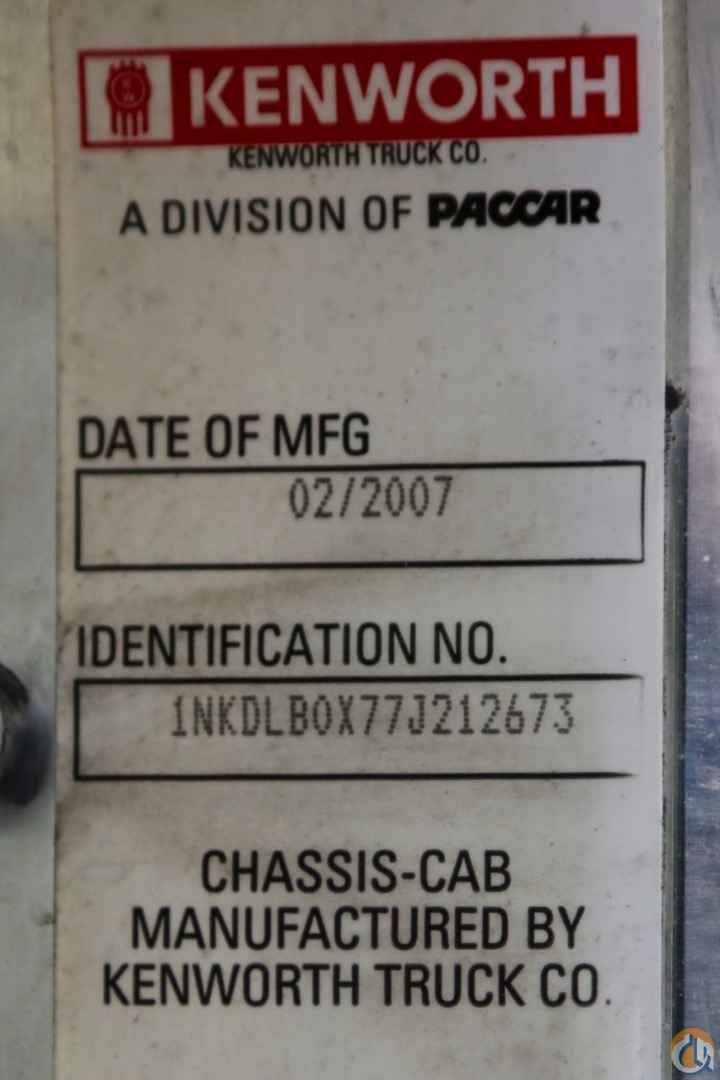 KENWORTH
KENWORTH TRUCK CO.
A DIVISION OF PACCAR
DATE OF MFG
02/2007
IDENTIFICATION NO.
1NKDLB0X77J212673
CHASSIS-CAB
MANUFACTURED BY
KENWORTH TRUCK CO.